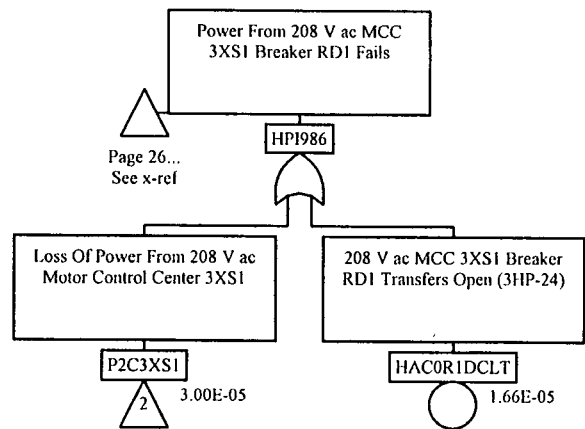 Power From 208 V ac MCC
3XS1 Breaker RD1 Fails
HPI986
Page 26...
See x-ref
Loss Of Power From 208 V ac
Motor Control Center 3XS1
208 V ac MCC 3XS1 Breaker
RD1 Transfers Open (3HP-24)
P2C3XS1
3.00E-05
2
HAC0R1DCLT
1.66E-05